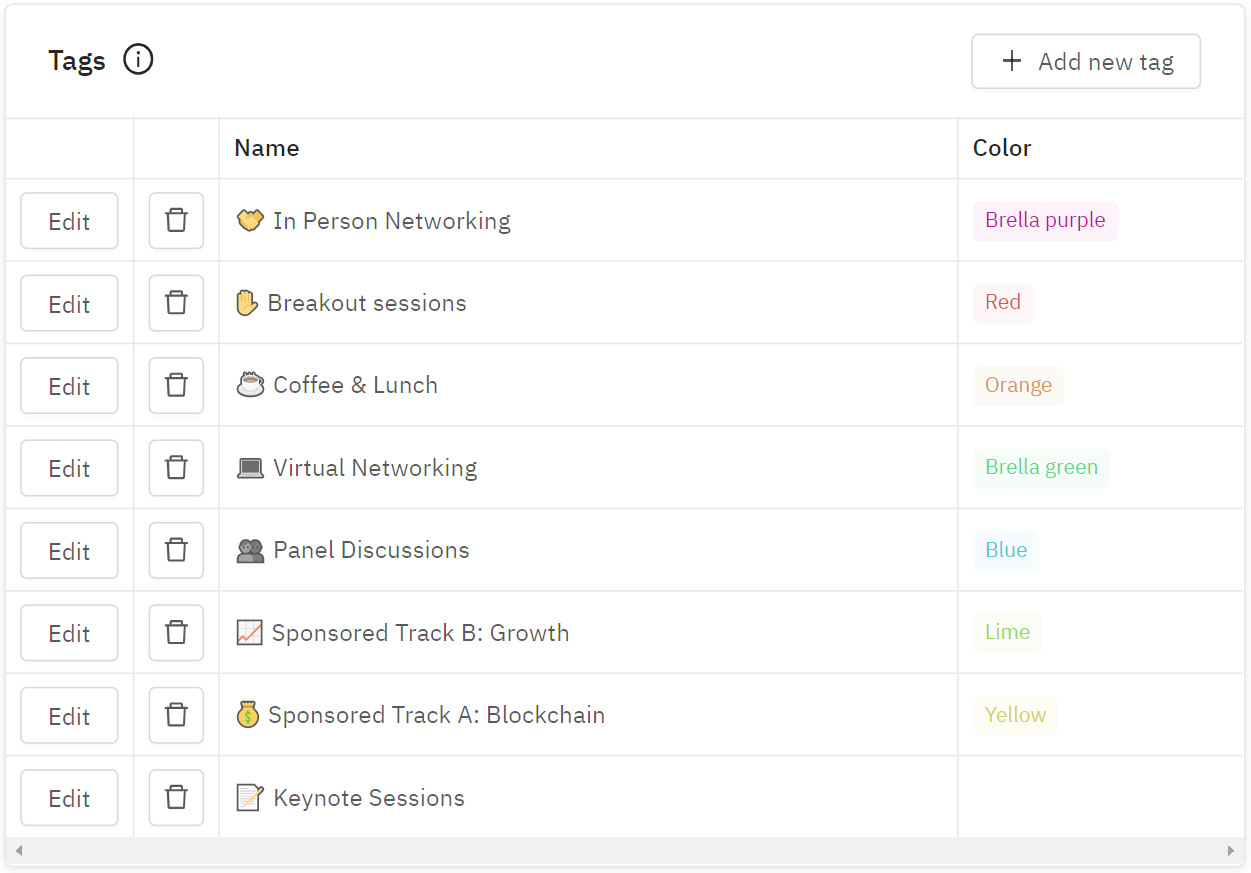 Tags
Add new tag
Name Color
Edit In Person Networking Brella purple
Edit Breakout sessions Red
Edit Coffee & Lunch Orange
Edit Virtual Networking Brella green
Edit Panel Discussions Blue
Edit Sponsored Track B: Growth Lime
Edit Sponsored Track A: Blockchain Yellow
Edit Keynote Sessions